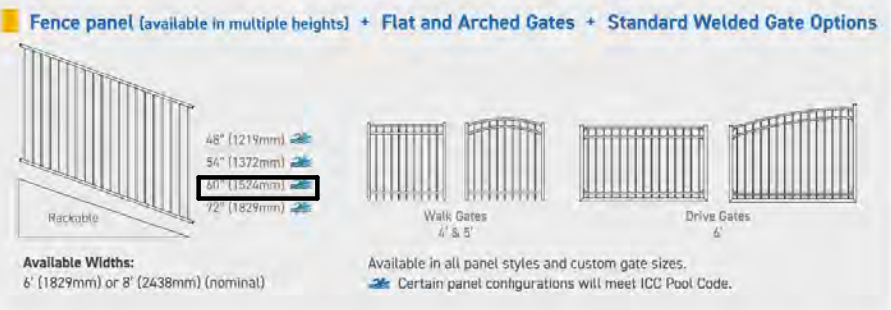 Fence panel (available in multiple heights) + Flat and Arched Gates + Standard Welded Gate Options
48" (1219mm)
54" (1372mm)
60" (1524mm)
72" (1829mm)
Rackable
Walk Gates
4' & 5'
Drive Gates
6'
Available Widths:
6' (1829mm) or 8' (2438mm) (nominal)
Available in all panel styles and custom gate sizes.
Certain panel configurations will meet ICC Pool Code.